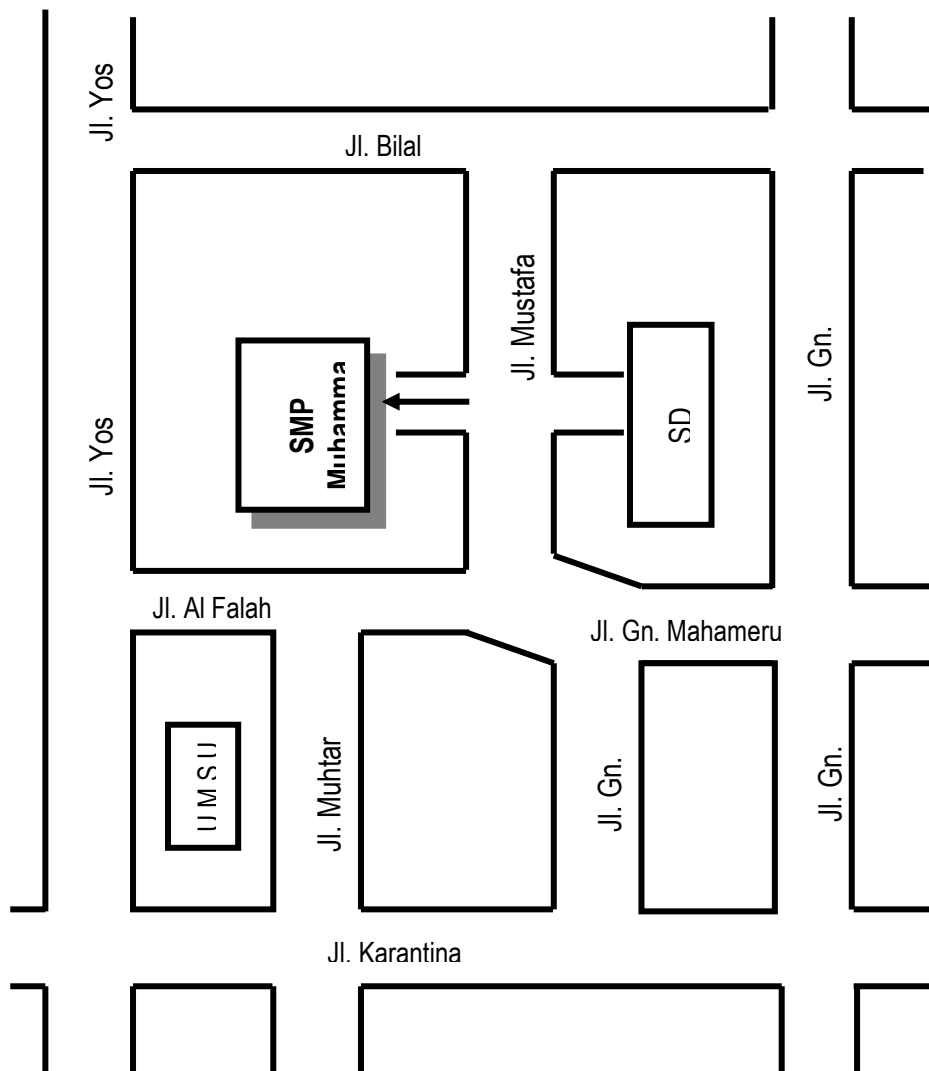 Jl. Yos
Jl. Bilal
Jl. Mustafa
Jl. Gn.
SMP
Muhamma
SD
Jl. Yos
Jl. Al Falah
Jl. Gn. Mahameru
U M S U
Jl. Muhtar
Jl. Gn.
Jl. Gn.
Jl. Karantina